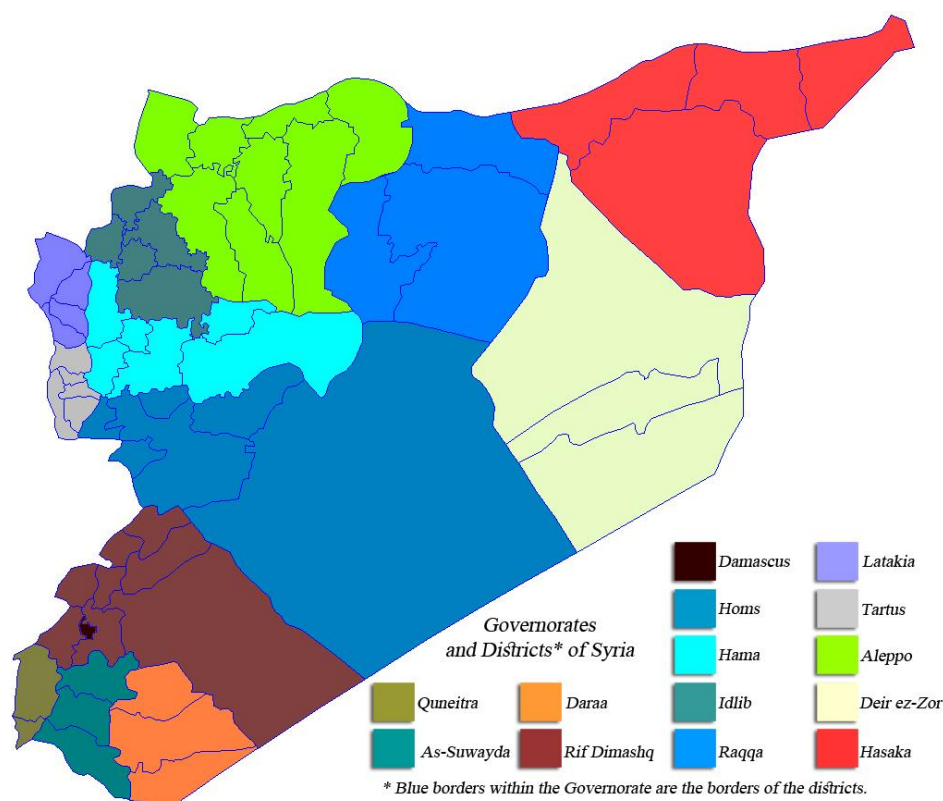 Governorates
and Districts* of Syria
Quneitra
Daraa
As-Suwayda
Rif Dimashq
Damascus
Homs
Hama
Idlib
Raqqa
Latakia
Tartus
Aleppo
Deir ez-Zor
Hasaka
* Blue borders within the Governorate are the borders of the districts.